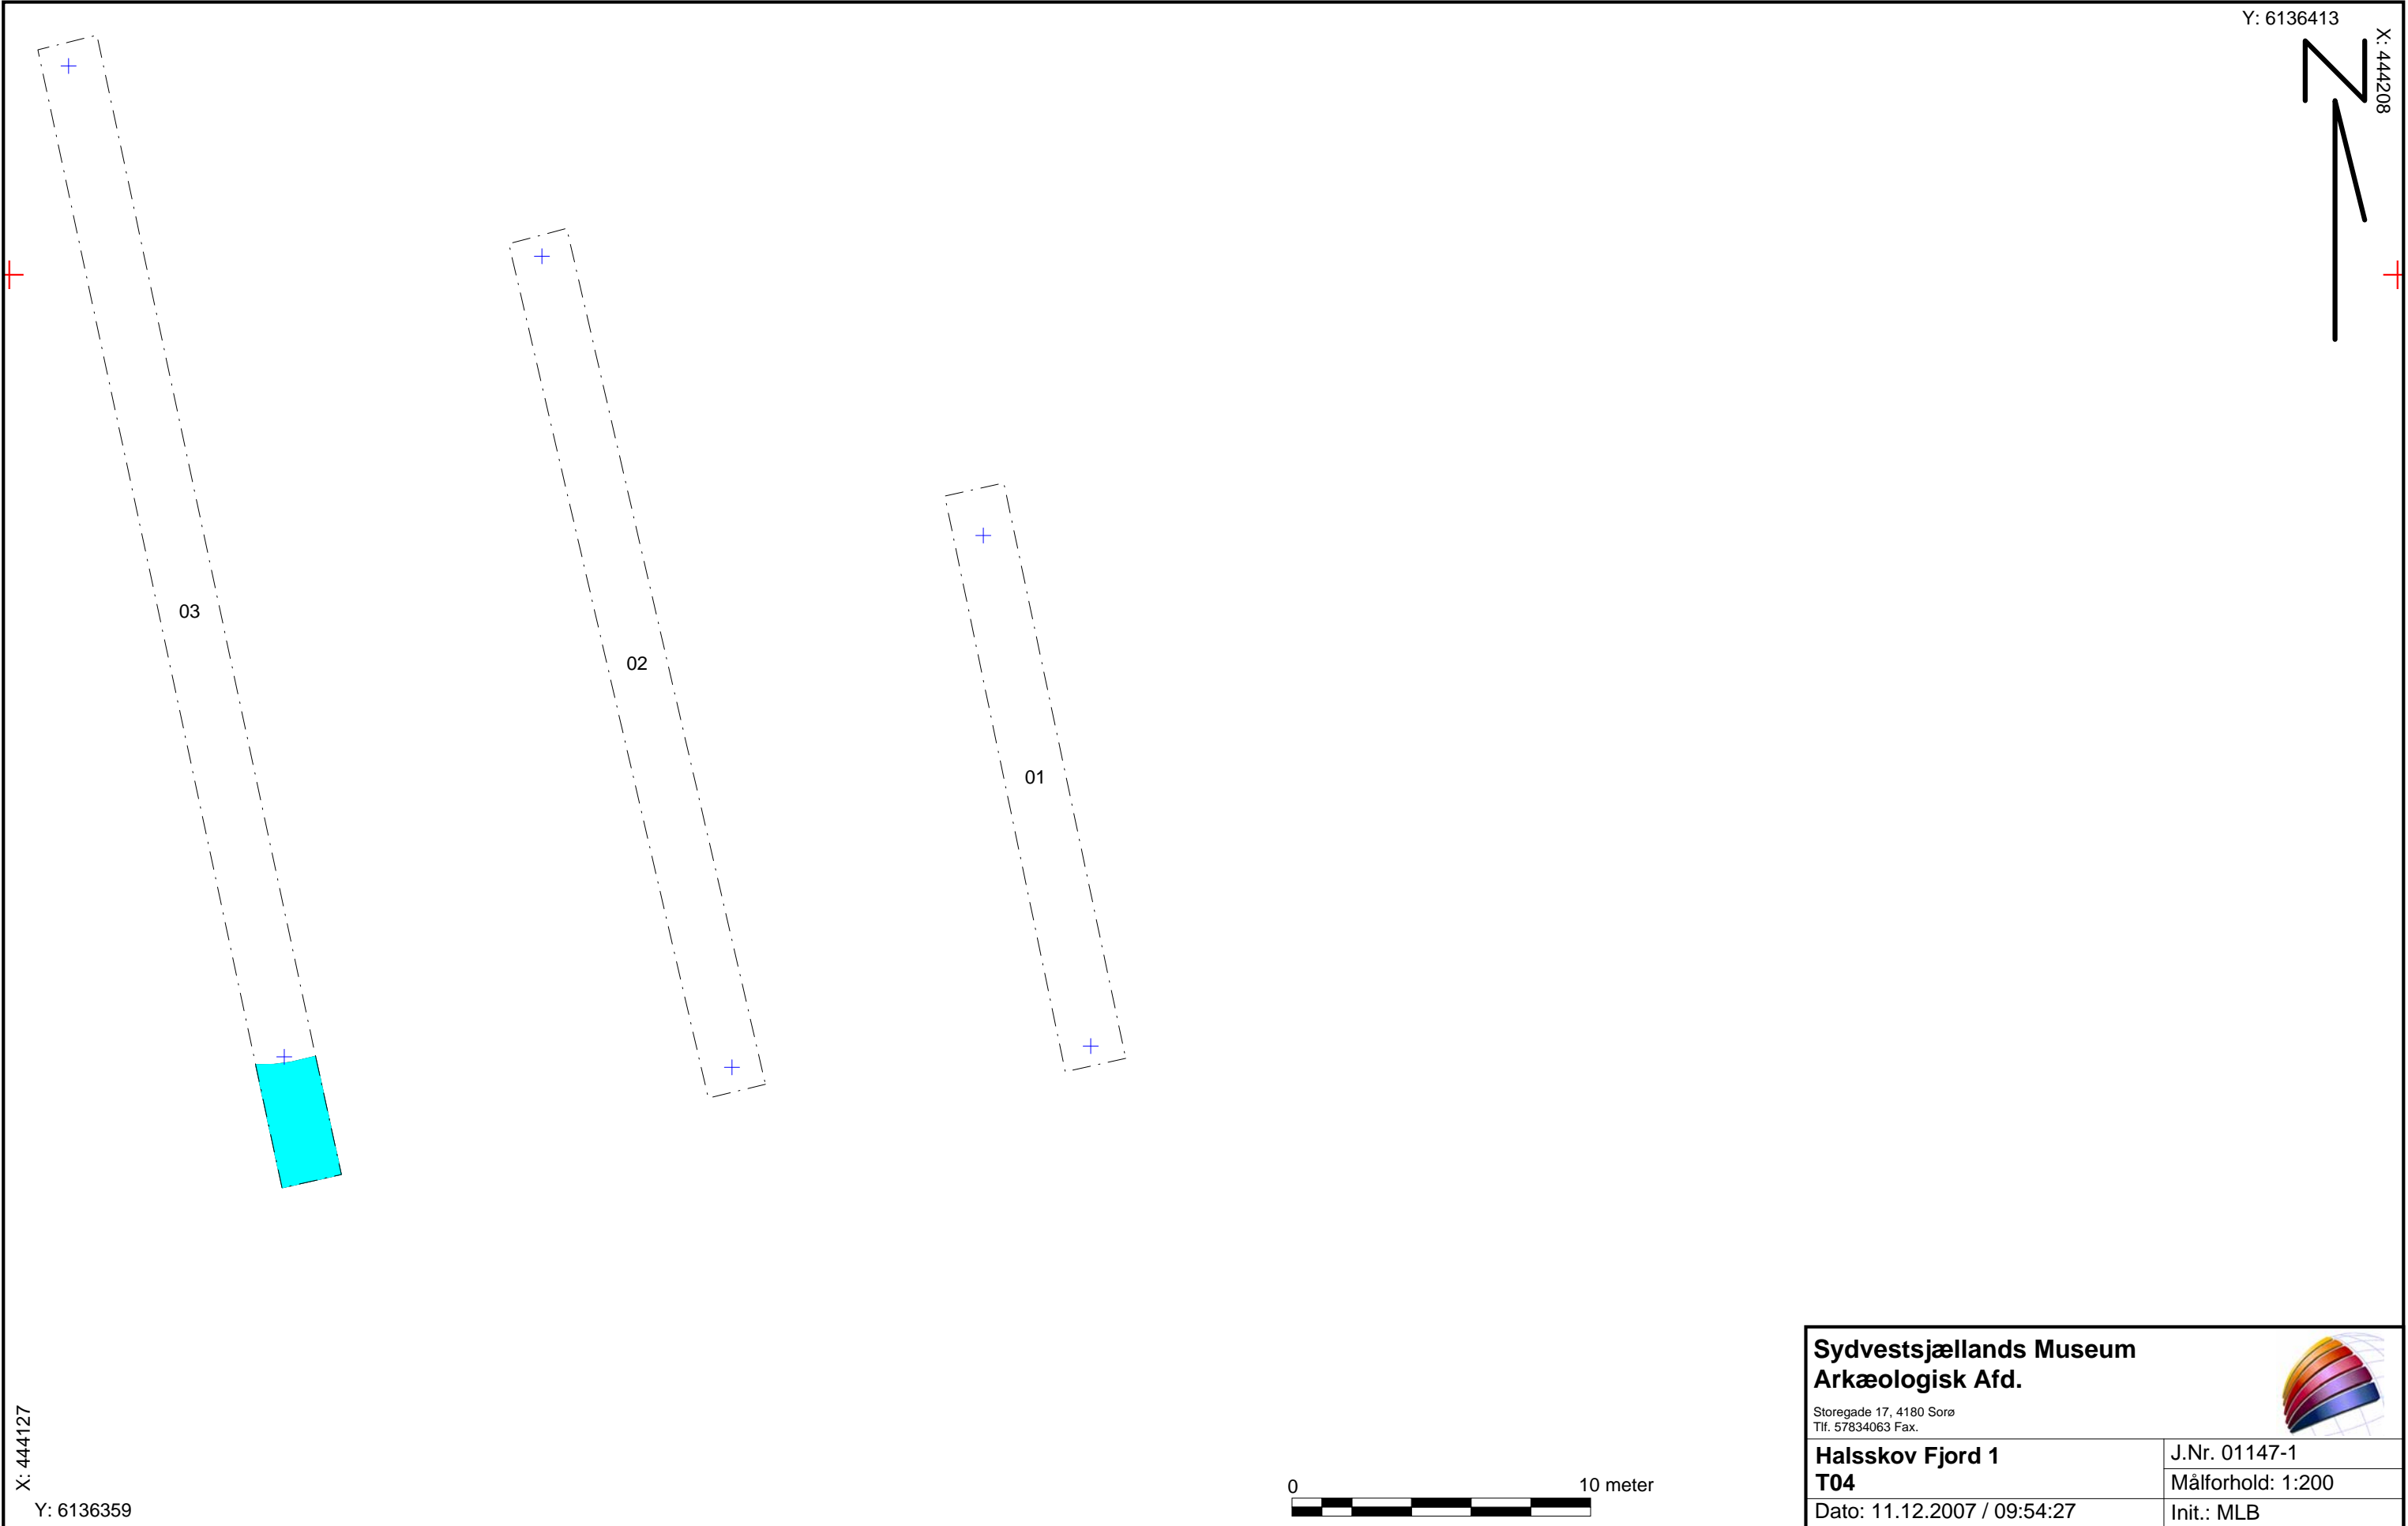 Y: 6136413
X: 444208
03
02
01
X: 444127
Y: 6136359
0
10 meter
Sydvestsjællands Museum
Arkæologisk Afd.
Storegade 17, 4180 Sorø
Tlf. 57834063 Fax.
Halsskov Fjord 1
T04
J.Nr. 01147-1
Målforhold: 1:200
Dato: 11.12.2007 / 09:54:27
Init.: MLB